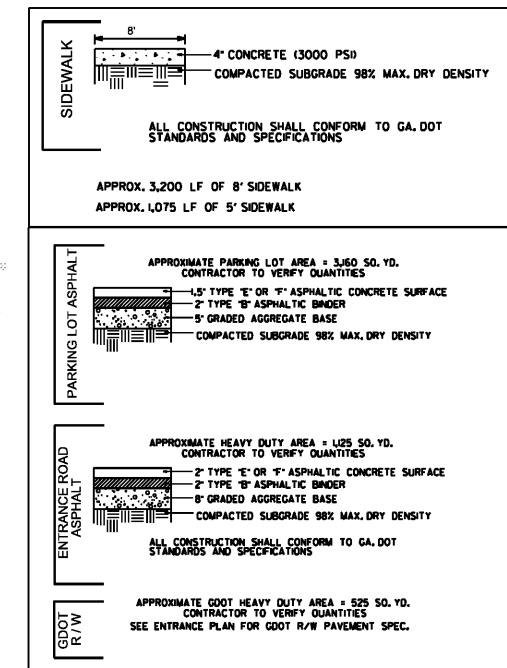 SIDEWALK
8'
4" CONCRETE (3000 PSI)
COMPACTED SUBGRADE 98% MAX. DRY DENSITY
ALL CONSTRUCTION SHALL CONFORM TO GA. DOT
STANDARDS AND SPECIFICATIONS
APPROX. 3,200 LF OF 8' SIDEWALK
APPROX. 1,075 LF OF 5' SIDEWALK
PARKING LOT ASPHALT
APPROXIMATE PARKING LOT AREA = 3,160 SO. YD.
CONTRACTOR TO VERIFY QUANTITIES
1.5" TYPE "E" OR "F" ASPHALTIC CONCRETE SURFACE
2" TYPE "B" ASPHALTIC BINDER
5" GRADED AGGREGATE BASE
COMPACTED SUBGRADE 98% MAX. DRY DENSITY
ENTRANCE ROAD
ASPHALT
APPROXIMATE HEAVY DUTY AREA = 1,125 SO. YD.
CONTRACTOR TO VERIFY QUANTITIES
2" TYPE "E" OR "F" ASPHALTIC CONCRETE SURFACE
2" TYPE "B" ASPHALTIC BINDER
8" GRADED AGGREGATE BASE
COMPACTED SUBGRADE 98% MAX. DRY DENSITY
ALL CONSTRUCTION SHALL CONFORM TO GA. DOT
STANDARDS AND SPECIFICATIONS
GDOT
R / W
APPROXIMATE GDOT HEAVY DUTY AREA = 525 SO. YD.
CONTRACTOR TO VERIFY QUANTITIES
SEE ENTRANCE PLAN FOR GDOT R/W PAVEMENT SPEC.